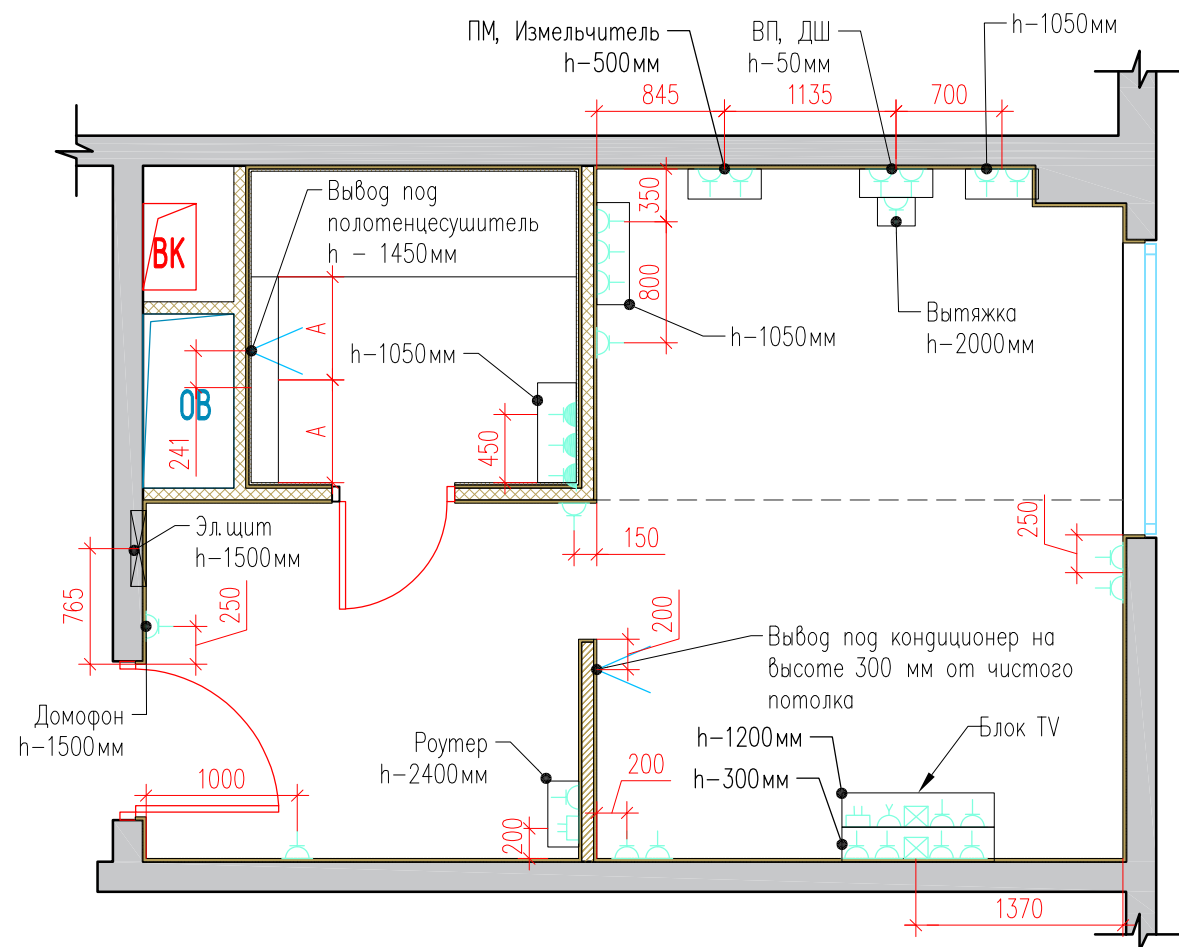 ПМ, Измельчитель
h-500мм
ВП, ДШ
h-50мм
h-1050мм
845
1135
700
350
800
Вывод под
полотенцесушитель
h - 1450мм
ВК
h-1050мм
Вытяжка
h-2000мм
h-1050мм
А
А
ОВ
241
450
Эл.щит
h-1500мм
150
250
765
250
200
Вывод под кондиционер на
высоте 300 мм от чистого
потолка
Домофон
h-1500мм
Роутер
h-2400мм
h-1200мм
h-300мм
Блок TV
1000
200
200
1370